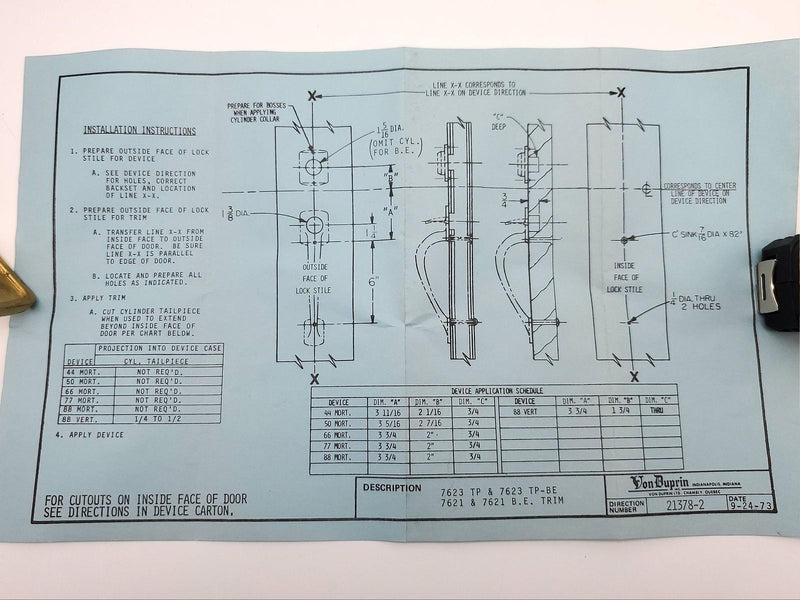 INSTALLATION INSTRUCTIONS
1. PREPARE OUTSIDE FACE OF LOCK
STILE FOR DEVICE
A. SEE DEVICE DIRECTION
FOR HOLES, CORRECT
BACKSET AND LOCATION
OF LINE X-X.
2. PREPARE OUTSIDE FACE OF LOCK
STILE FOR TRIM
A. TRANSFER LINE X-X FROM
INSIDE FACE TO OUTSIDE
FACE OF DOOR. BE SURE
LINE X-X IS PARALLEL
TO EDGE OF DOOR.
B. LOCATE AND PREPARE ALL
HOLES AS INDICATED.
3. APPLY TRIM
A. CUT CYLINDER TAILPIECE
WHEN USED TO EXTEND
BEYOND INSIDE FACE OF
DOOR PER CHART BELOW.
PROJECTION INTO DEVICE CASE
DEVICE CYL. TAILPIECE
44 MORT. NOT REQ'D.
50 MORT. NOT REQ'D.
66 MORT. NOT REQ'D.
77 MORT. NOT REQ'D.
88 MORT. NOT REQ'D.
88 VERT. 1/4 TO 1/2
4. APPLY DEVICE
FOR CUTOUTS ON INSIDE FACE OF DOOR
SEE DIRECTIONS IN DEVICE CARTON.
X
LINE X-X CORRESPONDS TO
LINE X-X ON DEVICE DIRECTION
X
PREPARE FOR BOSSES
WHEN APPLYING
CYLINDER COLLAR
1 5/16 DIA.
(OMIT CYL.
FOR B.E.)
"B"
"A"
1 3/8 DIA.
1 1/4
6"
OUTSIDE
FACE OF
LOCK STILE
X
"C"
DEEP
3/4
CORRESPONDS TO CENTER
LINE OF DEVICE ON
DEVICE DIRECTION
C'SINK 7/16 DIA X 82°
INSIDE
FACE OF
LOCK STILE
1/4 DIA. THRU
2 HOLES
X
DEVICE APPLICATION SCHEDULE
DEVICE DIM. "A" DIM. "B" DIM. "C" DEVICE DIM. "A" DIM. "B" DIM. "C"
44 MORT. 3 11/16 2 1/16 3/4 88 VERT 3 3/4 1 3/4 THRU
50 MORT. 3 5/16 2 7/16 3/4
66 MORT. 3 3/4 2" 3/4
77 MORT. 3 3/4 2" 3/4
88 MORT. 3 3/4 2" 3/4
DESCRIPTION
7623 TP & 7623 TP-BE
7621 & 7621 B.E. TRIM
Von Duprin INC INDIANAPOLIS, INDIANA
VON DUPRIN LTD. CHAMBLY, QUEBEC
DIRECTION
NUMBER
21378-2
DATE
9-24-73